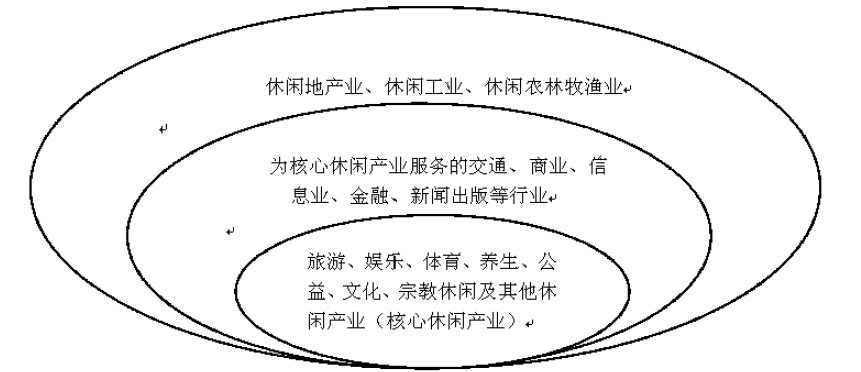 休闲地产业、休闲工业、休闲农林牧渔业
为核心休闲产业服务的交通、商业、信
息业、金融、新闻出版等行业
旅游、娱乐、体育、养生、公
益、文化、宗教休闲及其他休
闲产业（核心休闲产业）